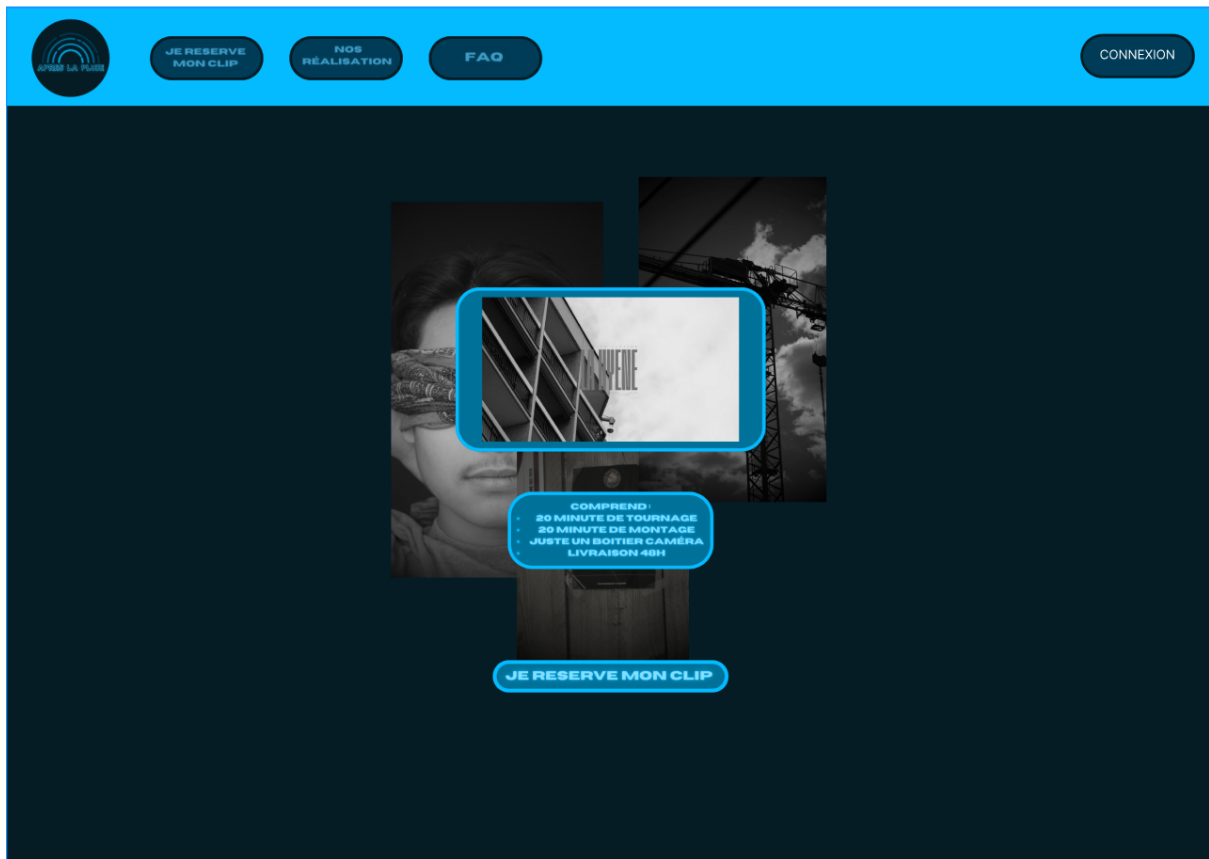 APRES LA PLUIE
JE RESERVE
MON CLIP
NOS
RÉALISATION
FAQ
CONNEXION
COMPREND :
20 MINUTE DE TOURNAGE
20 MINUTE DE MONTAGE
JUSTE UN BOITIER CAMÉRA
LIVRAISON 48H
JE RESERVE MON CLIP